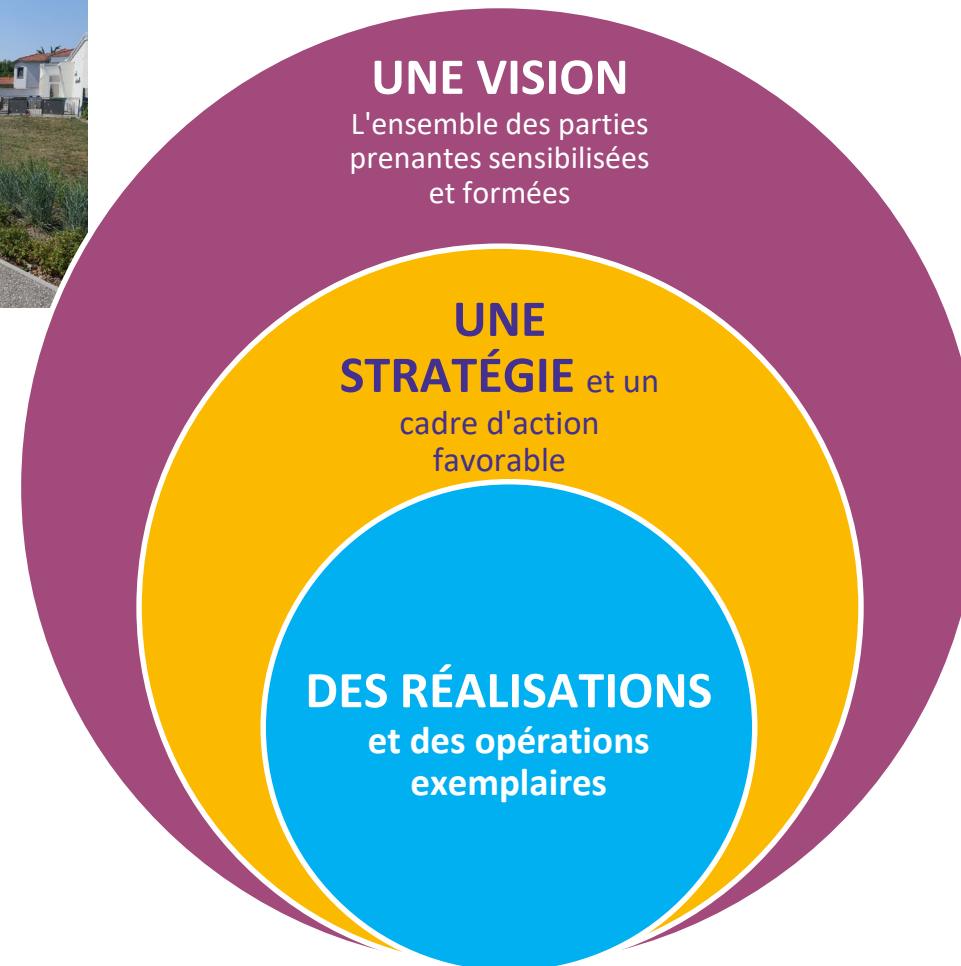 UNE VISION
L'ensemble des parties
prenantes sensibilisées
et formées
UNE
STRATÉGIE et un
cadre d'action
favorable
DES RÉALISATIONS
et des opérations
exemplaires